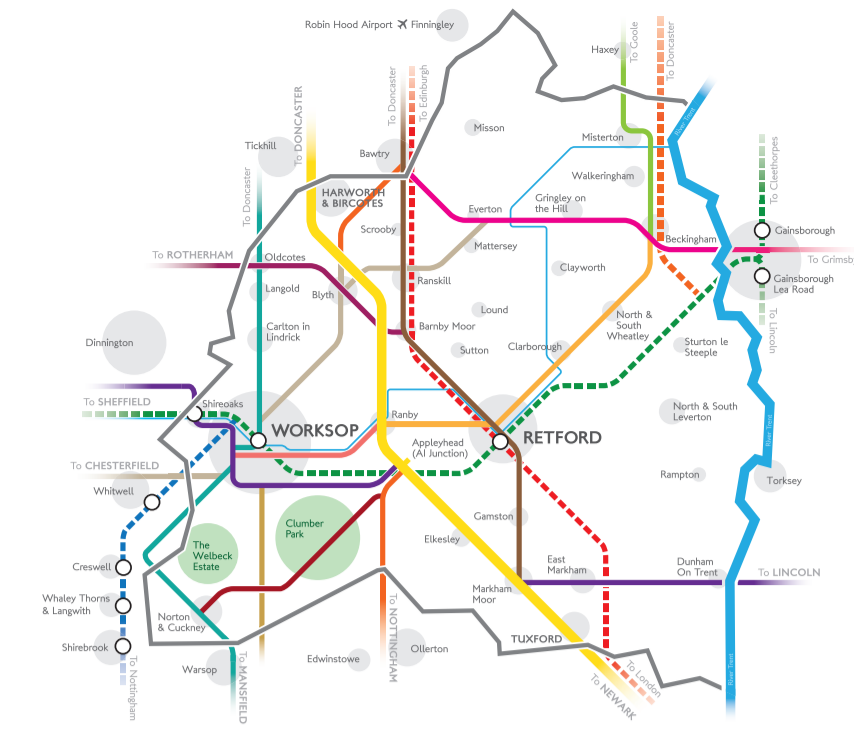 Robin Hood Airport ✈ Finningley
Haxey
To Goole
To Doncaster
To Doncaster
To Edinburgh
To DONCASTER
River Trent
Misson
Misterton
Tickhill
Bawtry
To Cleethorpes
To Doncaster
Walkeringham
HARWORTH
& BIRCOTES
Gringley on
the Hill
Everton
Scrooby
Gainsborough
Beckingham
Mattersey
To ROTHERHAM
Oldcotes
To Grimsb
Clayworth
Ranskill
Gainsborough
Lea Road
Langold
Blyth
Lound
North &
South
Wheatley
To Lincoln
Carlton in
Lindrick
Barnby Moor
Dinnington
Sutton
Clarborough
Sturton le
Steeple
To SHEFFIELD
Shireoaks
Ranby
North & South
Leverton
River Trent
WORKSOP
RETFORD
Appleyhead
(A1 Junction)
To CHESTERFIELD
Rampton
Torksey
Whitwell
Gamston
Clumber
Park
The
Welbeck
Estate
Elkesley
East
Markham
Dunham
On Trent
To LINCOLN
Creswell
Markham
Moor
Whaley Thorns
& Langwith
Norton
& Cuckney
To NOTTINGHAM
TUXFORD
Shirebrook
Ollerton
Edwinstowe
Warsop
To Nottingham
To MANSFIELD
To NEWARK
To London
River Trent